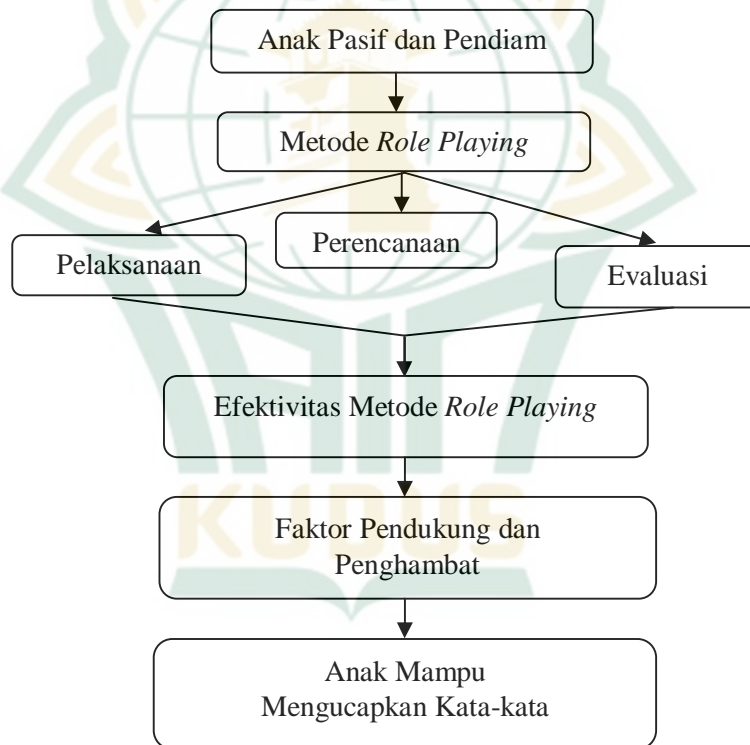 Anak Pasif dan Pendiam
Metode Role Playing
Pelaksanaan
Perencanaan
Evaluasi
Efektivitas Metode Role Playing
Faktor Pendukung dan
Penghambat
Anak Mampu
Mengucapkan Kata-kata
KUDUS